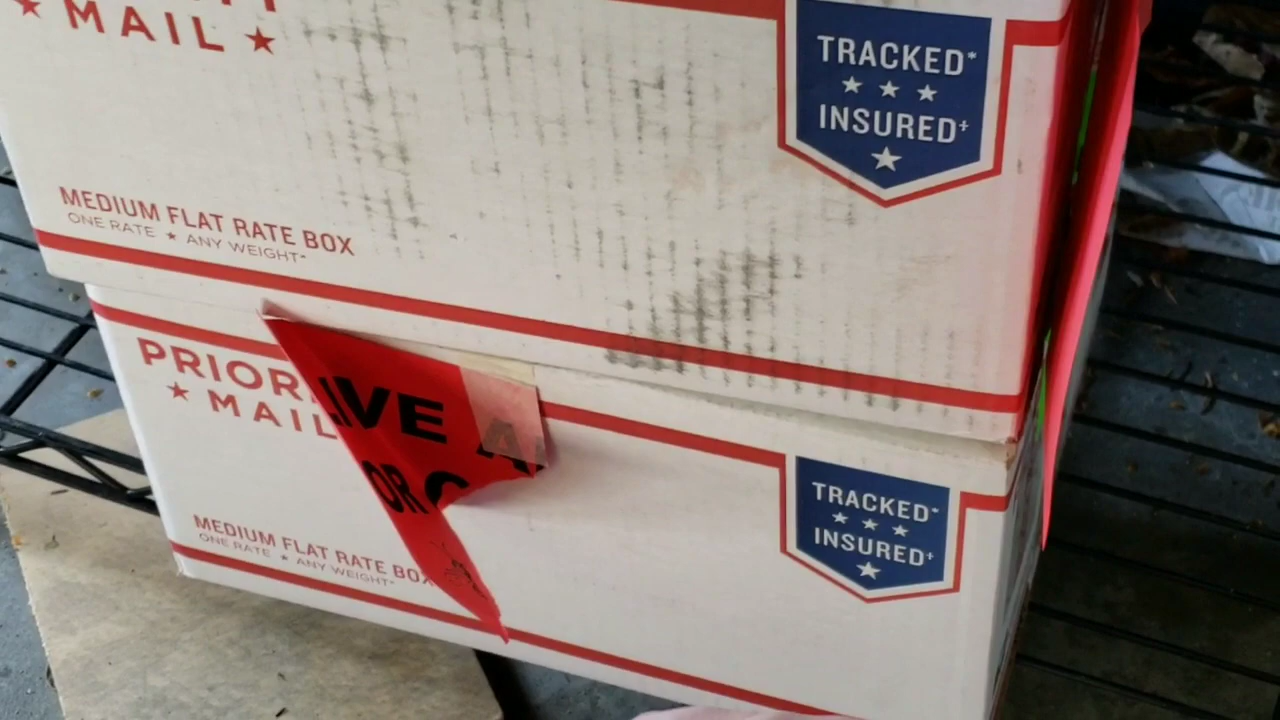 ★ MAIL ★
TRACKED*
★ ★ ★
INSURED+
★
MEDIUM FLAT RATE BOX
ONE RATE ★ ANY WEIGHT*
PRIOR
★ MAIL
IVE A
OR
TRACKED*
★ ★ ★
INSURED+
★
MEDIUM FLAT RATE BOX
ONE RATE ★ ANY WEIGHT*